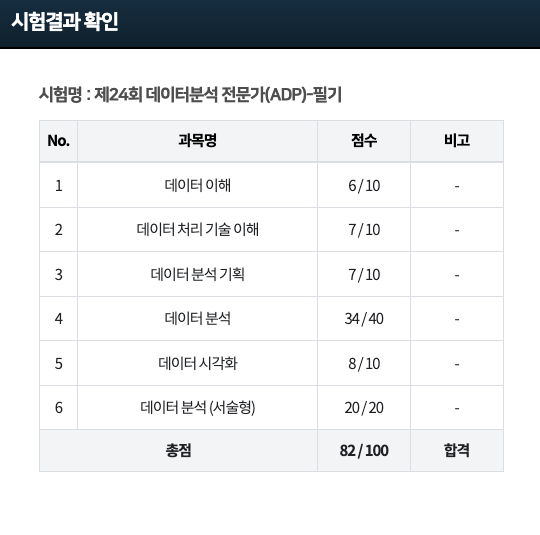 시험결과 확인
시험명 : 제24회 데이터분석 전문가(ADP)-필기
No. 과목명 점수 비고
1 데이터 이해 6 / 10 -
2 데이터 처리 기술 이해 7 / 10 -
3 데이터 분석 기획 7 / 10 -
4 데이터 분석 34 / 40 -
5 데이터 시각화 8 / 10 -
6 데이터 분석 (서술형) 20 / 20 -
총점 82 / 100 합격